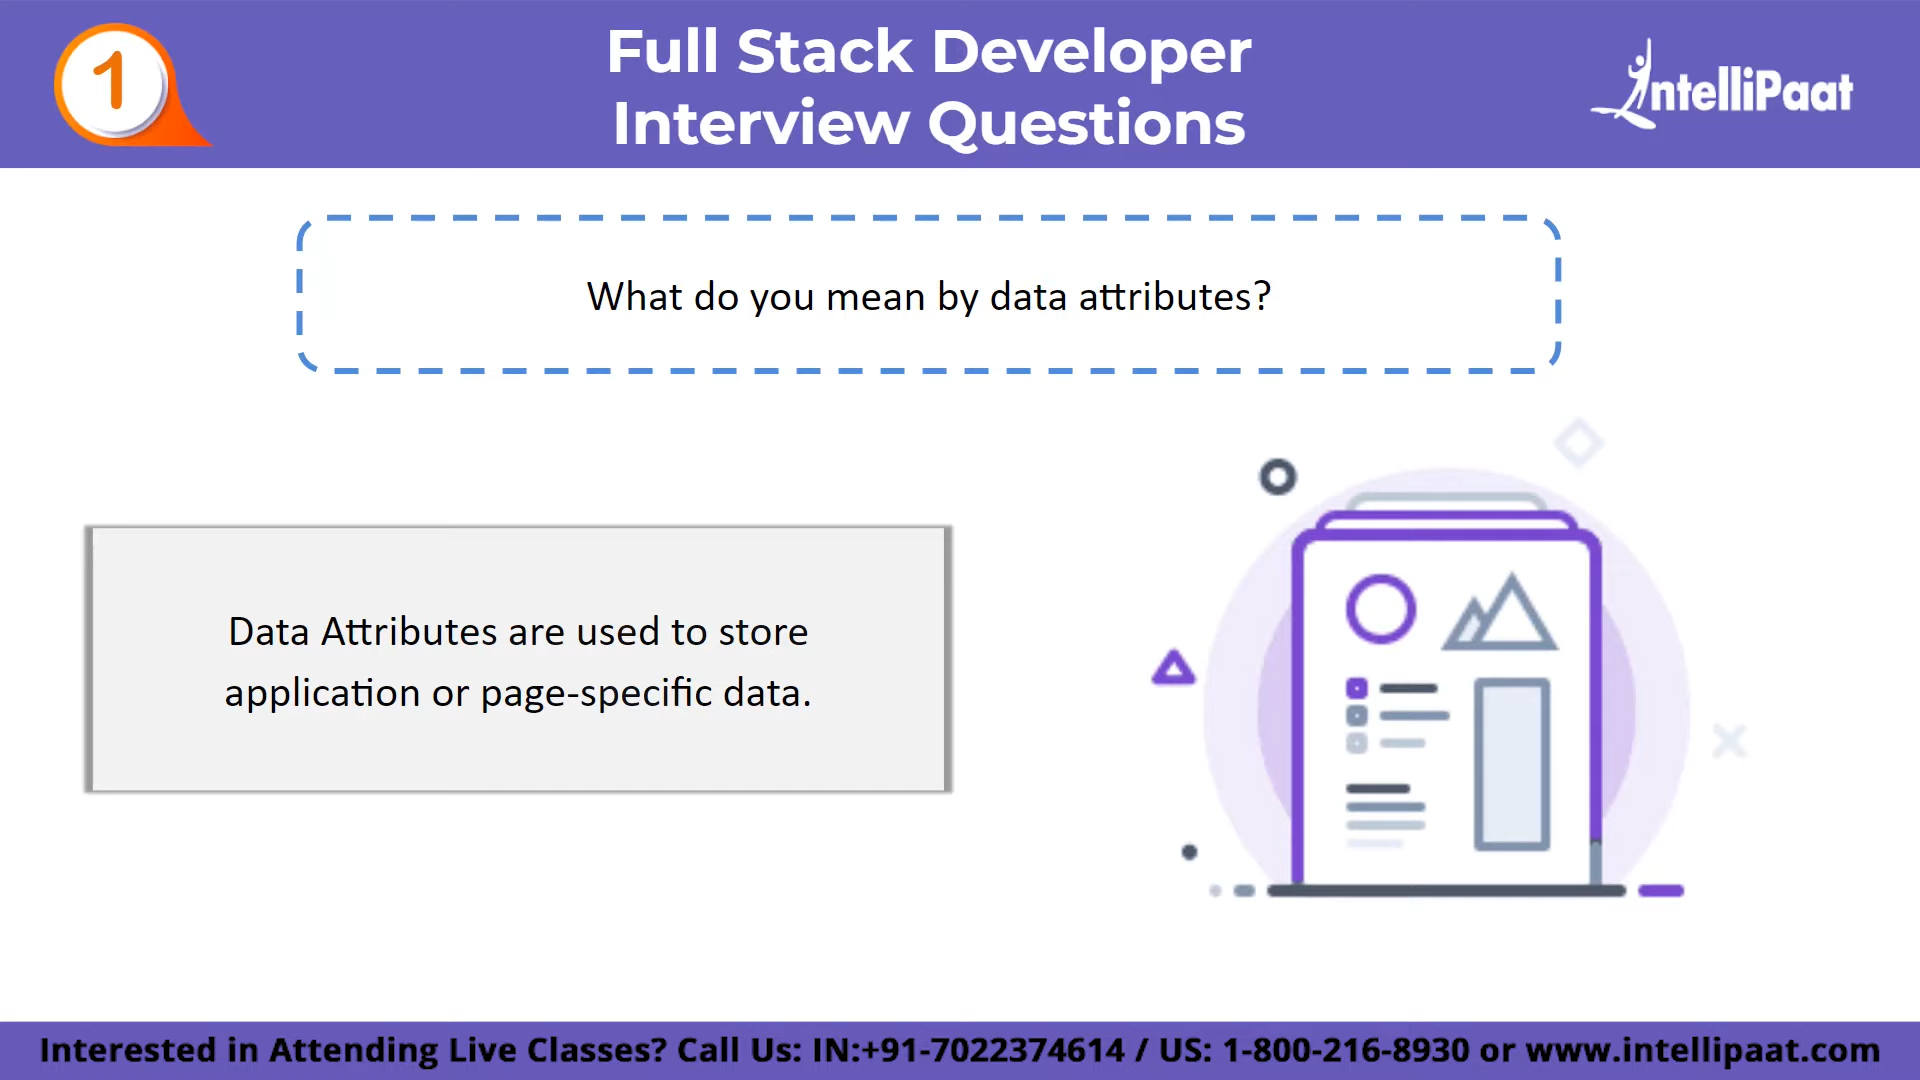 1
Full Stack Developer
Interview Questions
IntelliPaat
What do you mean by data attributes?
Data Attributes are used to store
application or page-specific data.
Interested in Attending Live Classes? Call Us: IN:+91-7022374614 / US: 1-800-216-8930 or www.intellipaat.com